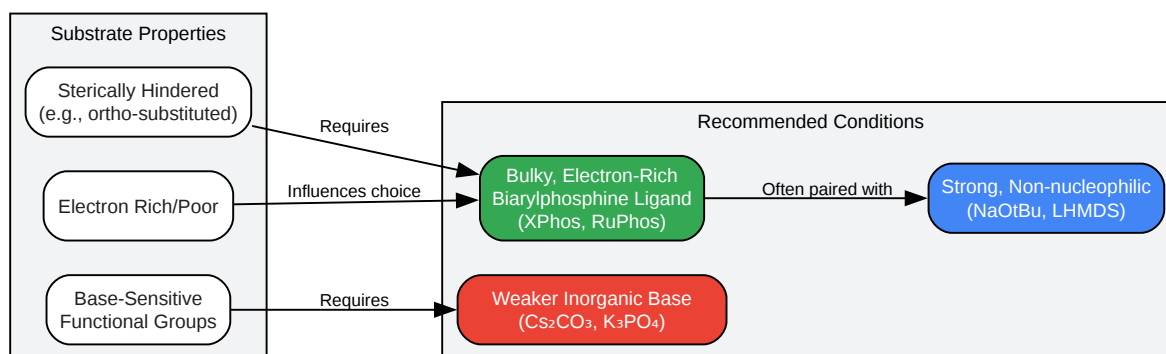 Substrate Properties
Sterically Hindered
(e.g., ortho-substituted)
Requires
Recommended Conditions
Electron Rich/Poor
Influences choice
Bulky, Electron-Rich
Biarylphosphine Ligand
(XPhos, RuPhos)
Often paired with
Strong, Non-nucleophilic
(NaOtBu, LHMDS)
Base-Sensitive
Functional Groups
Requires
Weaker Inorganic Base
(Cs₂CO₃, K₃PO₄)